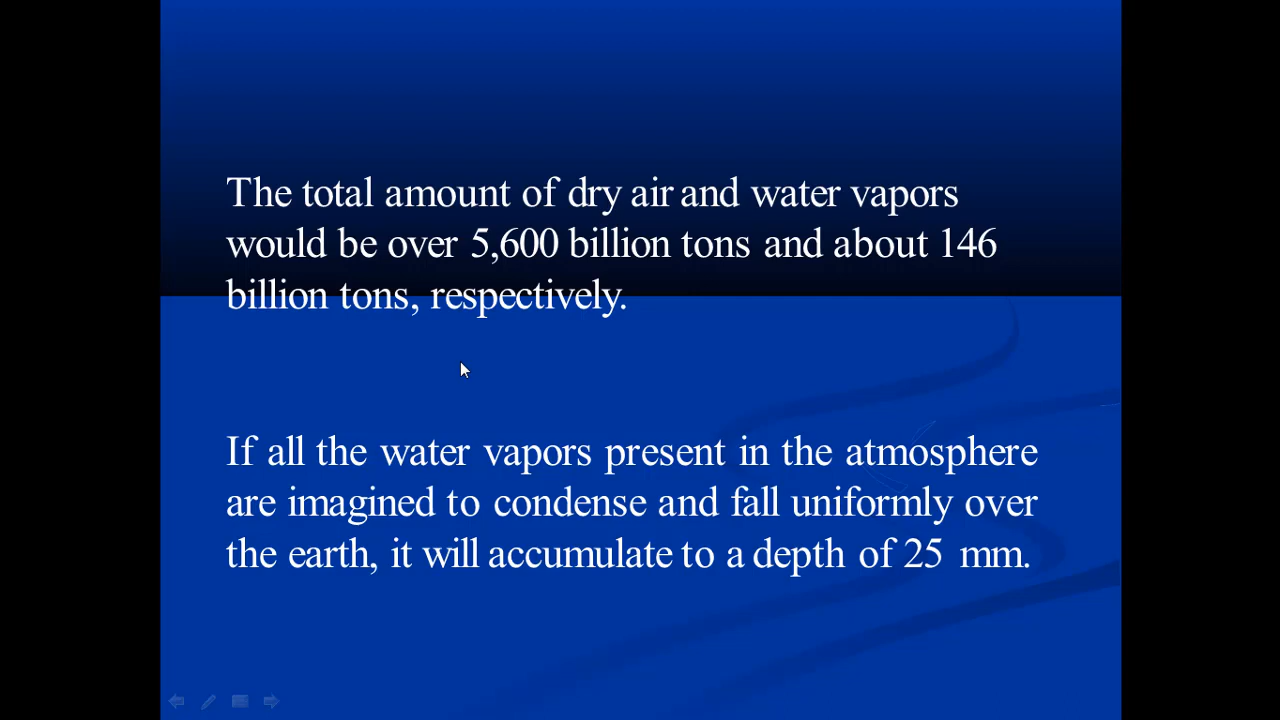 The total amount of dry air and water vapors
would be over 5,600 billion tons and about 146
billion tons, respectively.
If all the water vapors present in the atmosphere
are imagined to condense and fall uniformly over
the earth, it will accumulate to a depth of 25 mm.